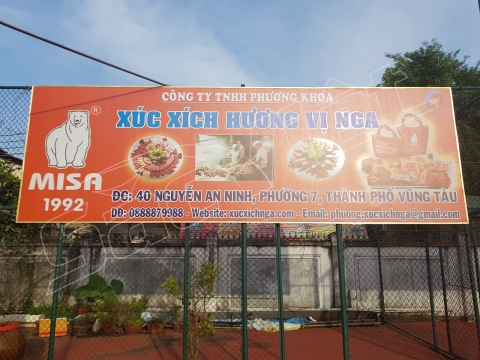 CÔNG TY TNHH PHƯƠNG KHOA
XÚC XÍCH HƯƠNG VỊ NGA
®
MISA
1992
ĐC: 40 NGUYỄN AN NINH, PHƯỜNG 7, THÀNH PHỐ VŨNG TÀU
DĐ: 0888879988 - Website: xucxichnga.com - Email: phuong.xucxichnga@gmail.com